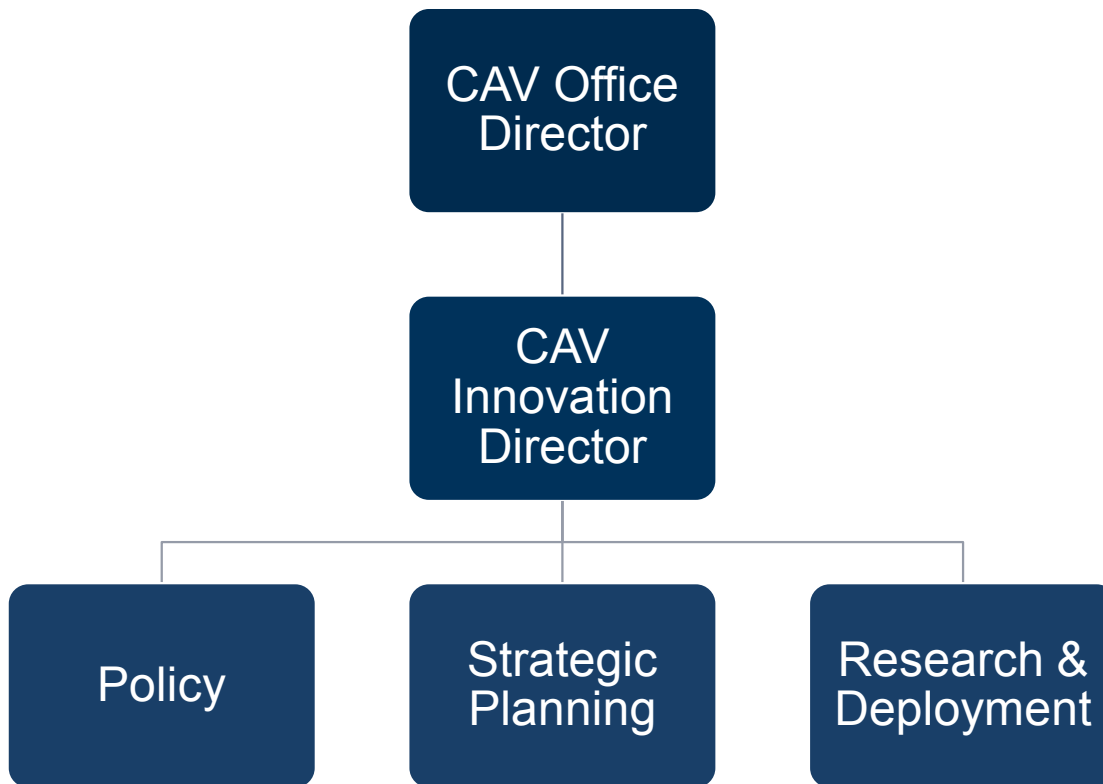 CAV Office
Director
CAV
Innovation
Director
Policy
Strategic
Planning
Research &
Deployment